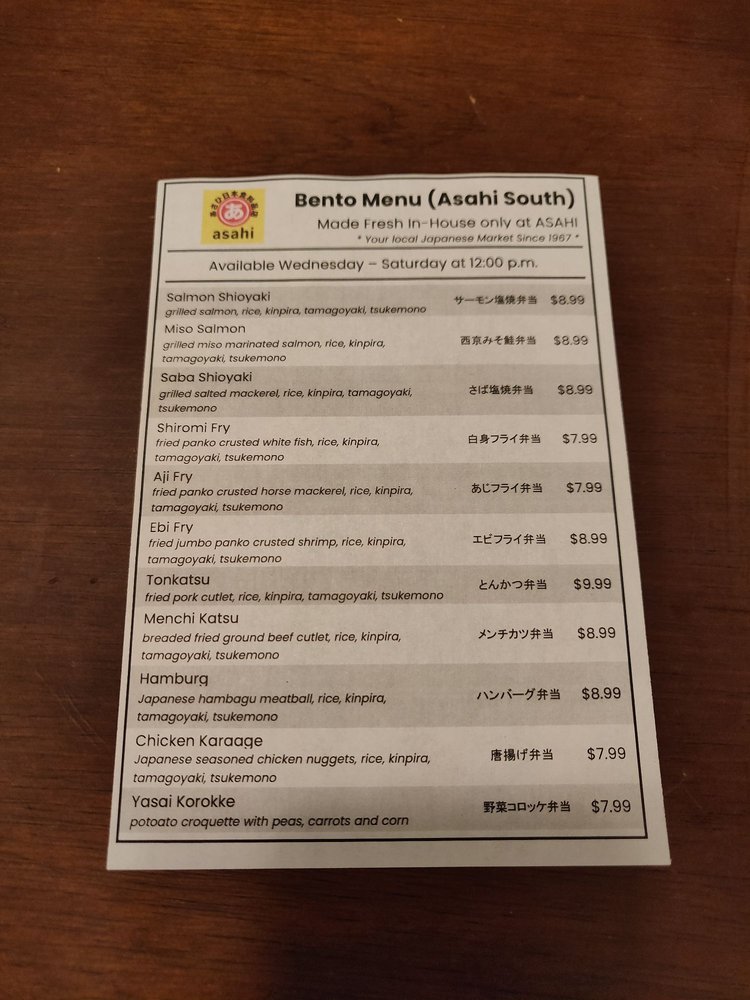 あさひ日本食料品店
あ
asahi
Bento Menu (Asahi South)
Made Fresh In-House only at ASAHI
* Your local Japanese Market Since 1967 *
Available Wednesday – Saturday at 12:00 p.m.
Salmon Shioyaki サーモン塩焼弁当 $8.99
grilled salmon, rice, kinpira, tamagoyaki, tsukemono
Miso Salmon
grilled miso marinated salmon, rice, kinpira, 西京みそ鮭弁当 $8.99
tamagoyaki, tsukemono
Saba Shioyaki
grilled salted mackerel, rice, kinpira, tamagoyaki, さば塩焼弁当 $8.99
tsukemono
Shiromi Fry
fried panko crusted white fish, rice, kinpira, 白身フライ弁当 $7.99
tamagoyaki, tsukemono
Aji Fry
fried panko crusted horse mackerel, rice, kinpira, あじフライ弁当 $7.99
tamagoyaki, tsukemono
Ebi Fry
fried jumbo panko crusted shrimp, rice, kinpira, エビフライ弁当 $8.99
tamagoyaki, tsukemono
Tonkatsu とんかつ弁当 $9.99
fried pork cutlet, rice, kinpira, tamagoyaki, tsukemono
Menchi Katsu
breaded fried ground beef cutlet, rice, kinpira, メンチカツ弁当 $8.99
tamagoyaki, tsukemono
Hamburg
Japanese hambagu meatball, rice, kinpira, ハンバーグ弁当 $8.99
tamagoyaki, tsukemono
Chicken Karaage
Japanese seasoned chicken nuggets, rice, kinpira, 唐揚げ弁当 $7.99
tamagoyaki, tsukemono
Yasai Korokke 野菜コロッケ弁当 $7.99
potoato croquette with peas, carrots and corn